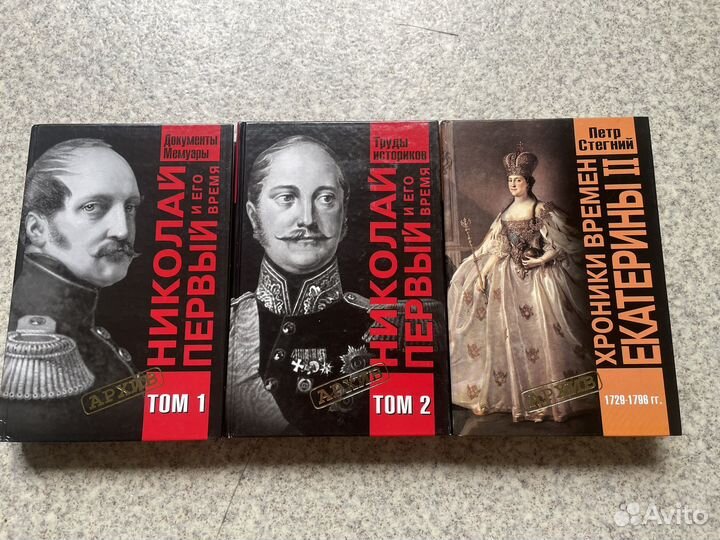 Документы
Мемуары
НИКОЛАЙ
ПЕРВЫЙ
И ЕГО
ВРЕМЯ
АРХИВ
ТОМ 1
Труды
историков
НИКОЛАЙ
ПЕРВЫЙ
И ЕГО
ВРЕМЯ
АРХИВ
ТОМ 2
Петр
Стегний
ХРОНИКИ ВРЕМЕН
ЕКАТЕРИНЫ II
АРХИВ
1729-1796 гг.
Avito